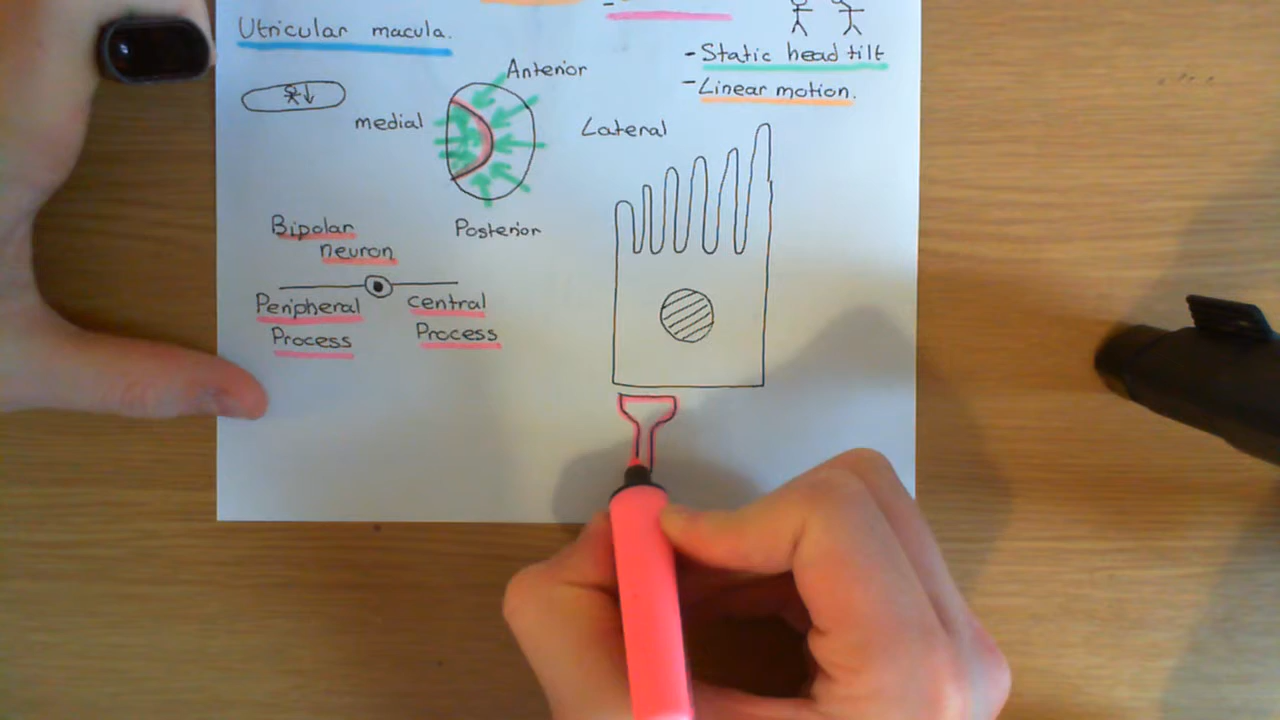 Utricular macula.
- Static head tilt
- Linear motion.
Anterior
medial
Lateral
Posterior
Bipolar
neuron
Peripheral
Process
central
Process